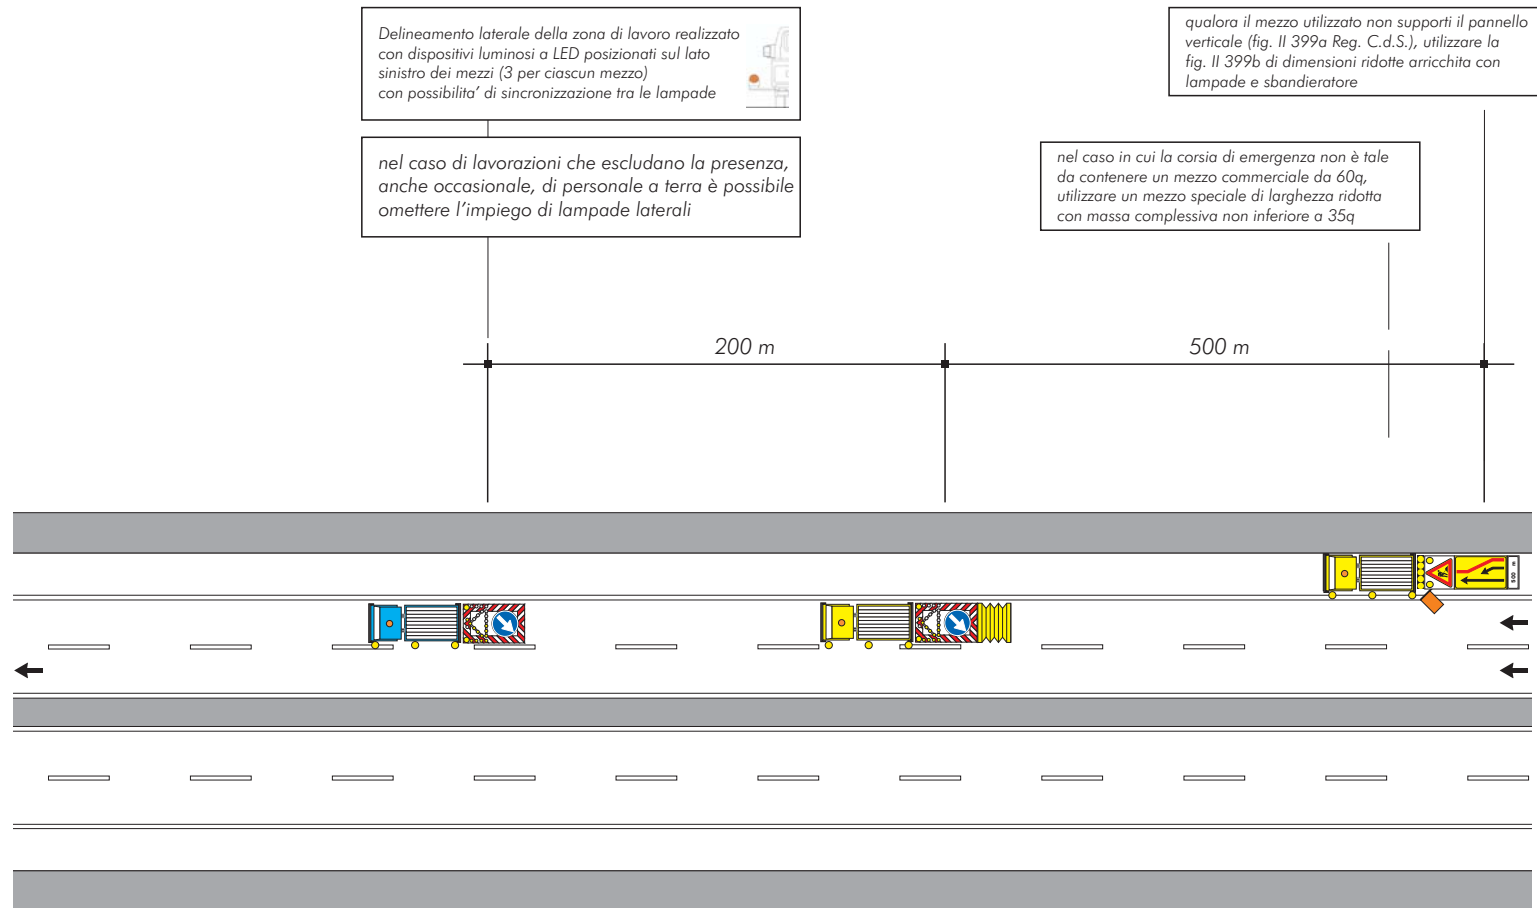 Delineamento laterale della zona di lavoro realizzato
con dispositivi luminosi a LED posizionati sul lato
sinistro dei mezzi (3 per ciascun mezzo)
con possibilita' di sincronizzazione tra le lampade
nel caso di lavorazioni che escludano la presenza,
anche occasionale, di personale a terra è possibile
omettere l'impiego di lampade laterali
qualora il mezzo utilizzato non supporti il pannello
verticale (fig. II 399a Reg. C.d.S.), utilizzare la
fig. II 399b di dimensioni ridotte arricchita con
lampade e sbandieratore
nel caso in cui la corsia di emergenza non è tale
da contenere un mezzo commerciale da 60q,
utilizzare un mezzo speciale di larghezza ridotta
con massa complessiva non inferiore a 35q
200 m
500 m
500 m